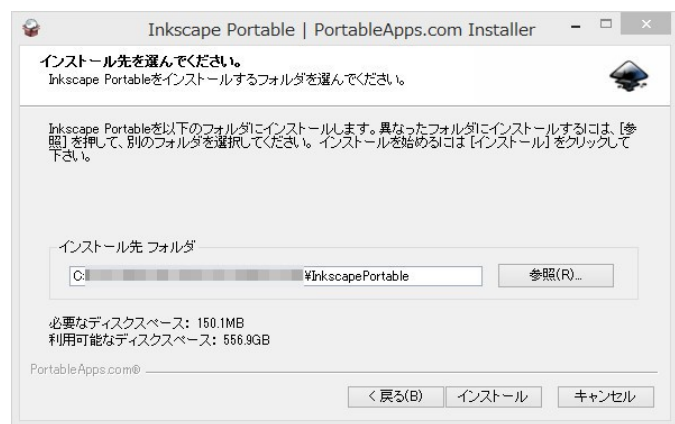 Inkscape Portable | PortableApps.com Installer
インストール先を選んでください。
Inkscape Portableをインストールするフォルダを選んでください。
Inkscape Portableを以下のフォルダにインストールします。異なったフォルダにインストールするには、[参
照] を押して、別のフォルダを選択してください。 インストールを始めるには [インストール] をクリックして
下さい。
インストール先 フォルダ
C: ¥InkscapePortable
参照(R)...
必要なディスクスペース: 150.1MB
利用可能なディスクスペース: 556.9GB
PortableApps.com®
< 戻る(B)
インストール
キャンセル